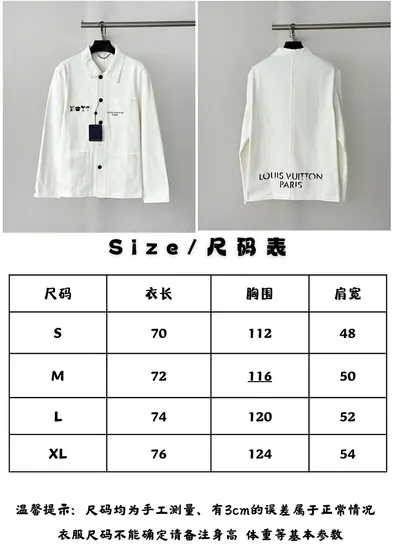 LOUIS VUITTON
PARIS
LOUIS VUITTON
PARIS
Size/尺码表
尺码 衣长 胸围 肩宽
S 70 112 48
M 72 116 50
L 74 120 52
XL 76 124 54
温馨提示：尺码均为手工测量、有3cm的误差属于正常情况
衣服尺码不能确定请备注身高 体重等基本参数